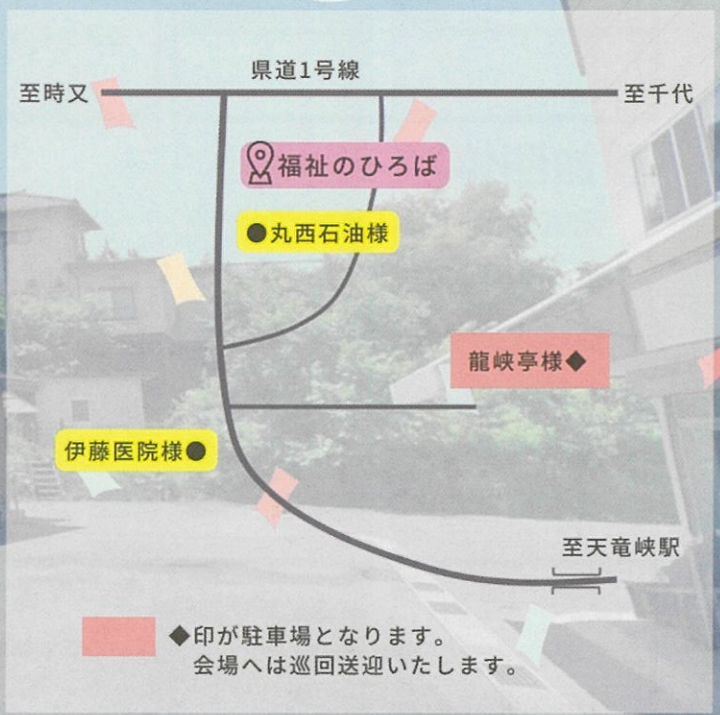 県道1号線
至時又
至千代
福祉のひろば
●丸西石油様
龍峡亭様◆
伊藤医院様●
至天竜峡駅
◆印が駐車場となります。
会場へは巡回送迎いたします。